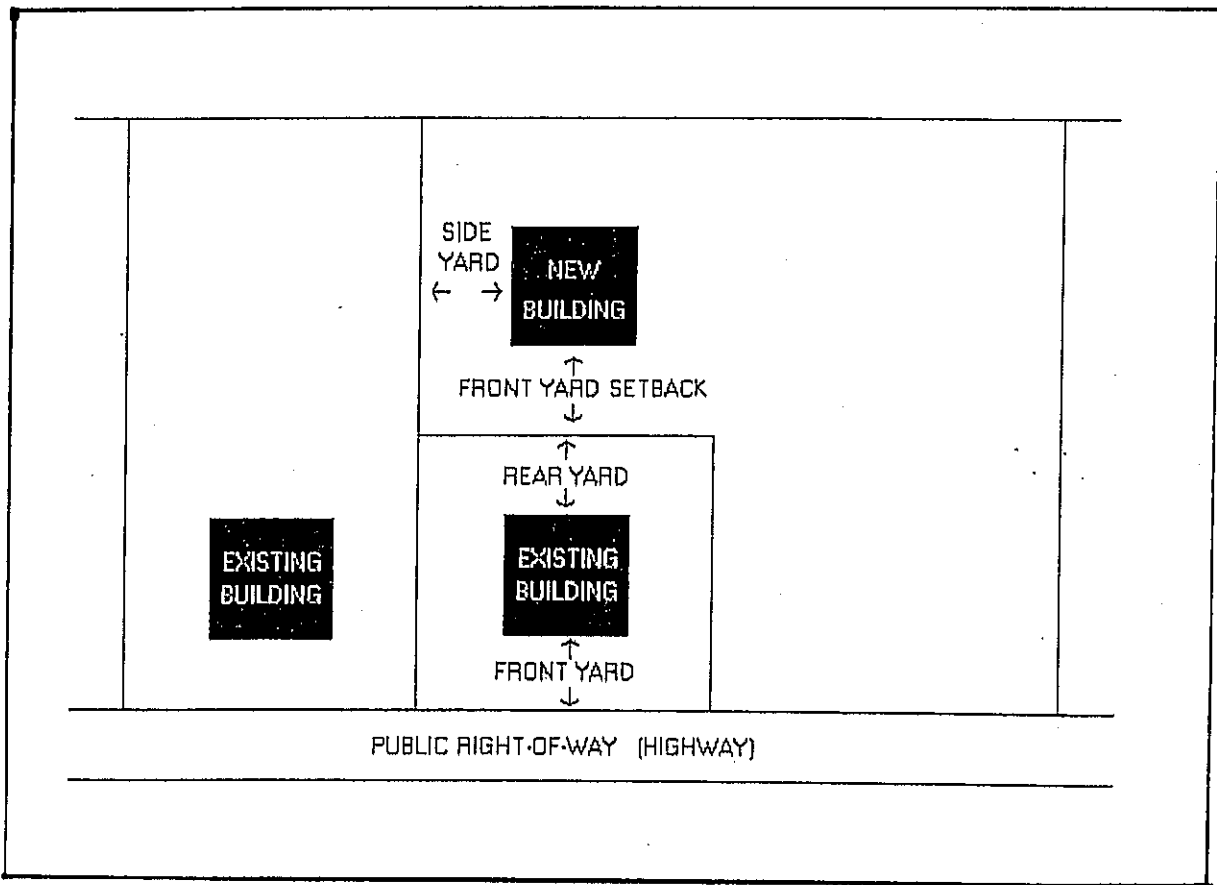 SIDE
YARD
NEW
BUILDING
FRONT YARD SETBACK
REAR YARD
EXISTING
BUILDING
EXISTING
BUILDING
FRONT YARD
PUBLIC RIGHT-OF-WAY (HIGHWAY)